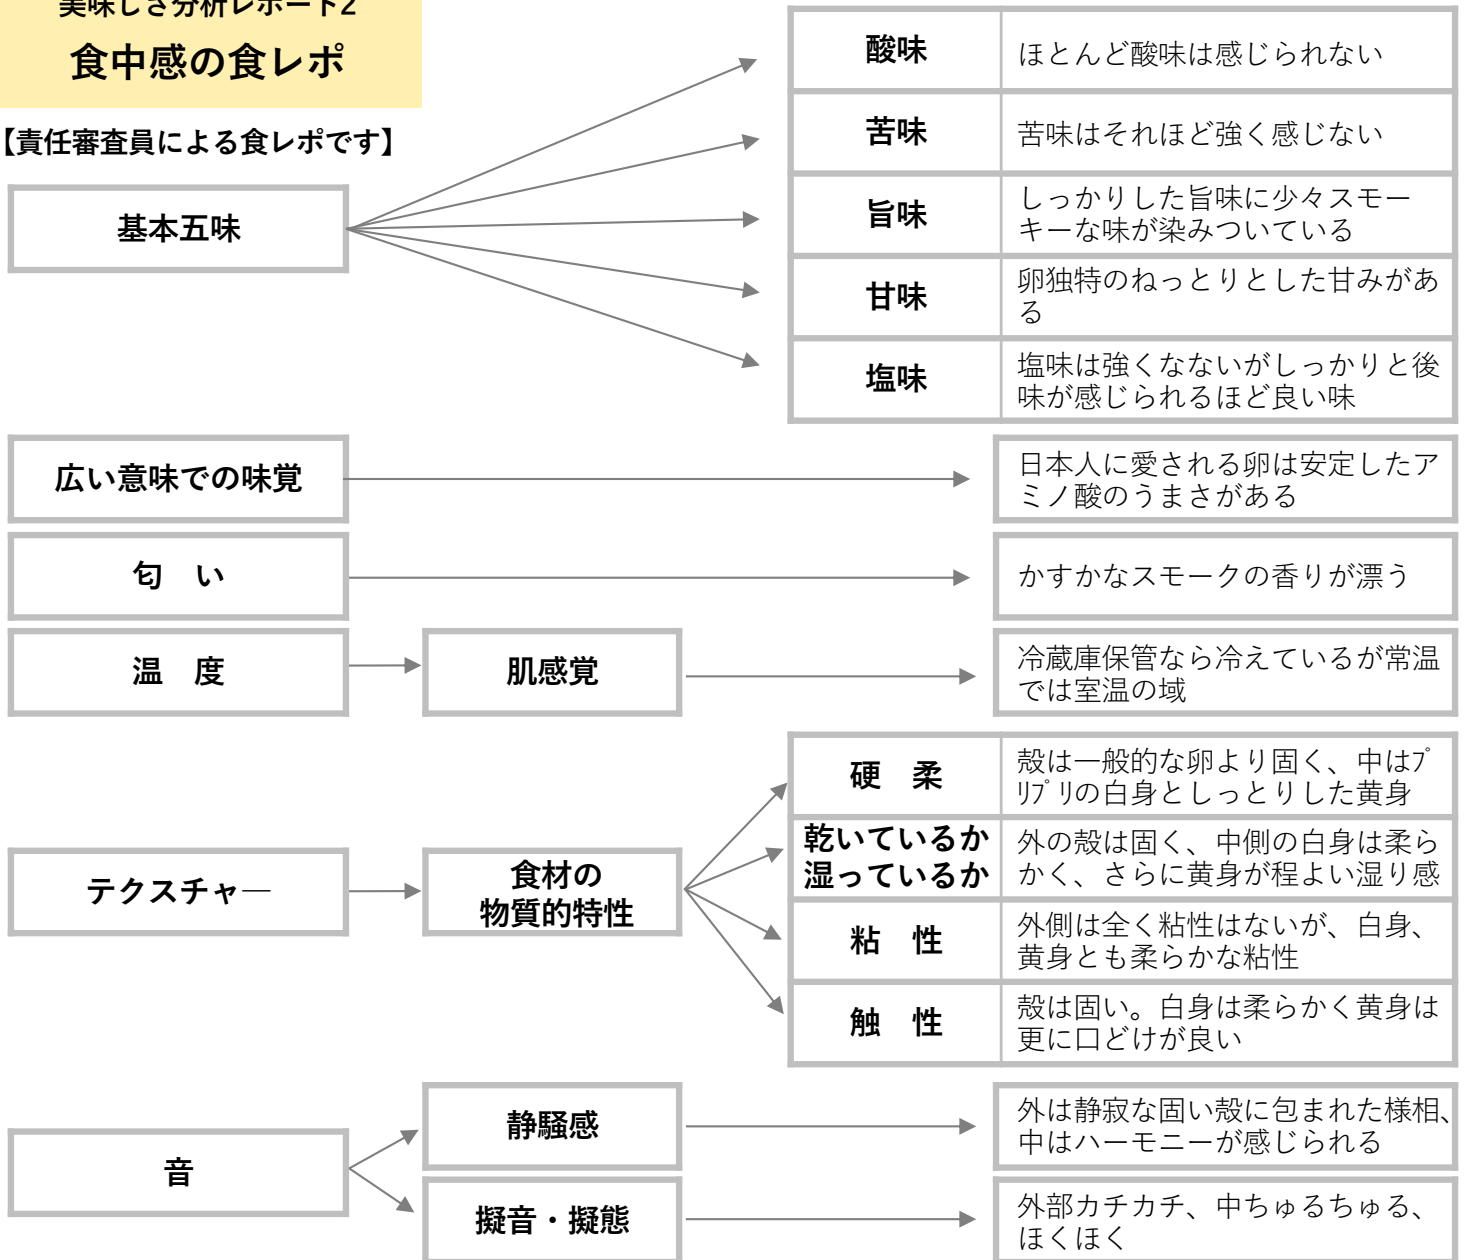 美味しさ分析レポート2
食中感の食レポ
【責任審査員による食レポです】
基本五味
酸味
ほとんど酸味は感じられない
苦味
苦味はそれほど強く感じない
旨味
しっかりした旨味に少々スモー
キーな味が染みついている
甘味
卵独特のねっとりとした甘みがあ
る
塩味
塩味は強くなないがしっかりと後
味が感じられるほど良い味
広い意味での味覚
日本人に愛される卵は安定したア
ミノ酸のうまさがある
匂　い
かすかなスモークの香りが漂う
温　度
肌感覚
冷蔵庫保管なら冷えているが常温
では室温の域
テクスチャ―
食材の
物質的特性
硬　柔
殻は一般的な卵より固く、中はﾌﾟ
ﾘﾌﾟﾘの白身としっとりした黄身
乾いているか
湿っているか
外の殻は固く、中側の白身は柔ら
かく、さらに黄身が程よい湿り感
粘　性
外側は全く粘性はないが、白身、
黄身とも柔らかな粘性
触　性
殻は固い。白身は柔らかく黄身は
更に口どけが良い
音
静騒感
外は静寂な固い殻に包まれた様相、
中はハーモニーが感じられる
擬音・擬態
外部カチカチ、中ちゅるちゅる、
ほくほく